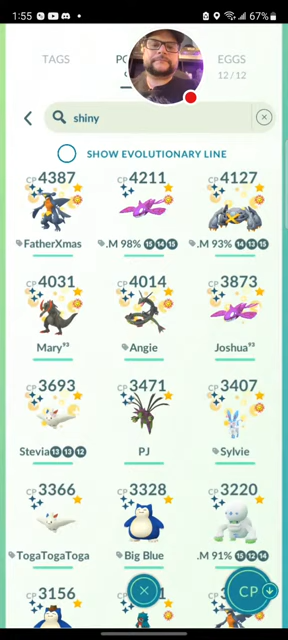 1:55
67%
TAGS
EGGS
12 / 12
shiny
SHOW EVOLUTIONARY LINE
CP 4387
CP 4211
CP 4127
FatherXmas
.M 98% 15 14 15
.M 93% 14 13 15
CP 4031
CP 4014
CP 3873
Mary 93
Angie
Joshua 93
CP 3693
CP 3471
CP 3407
Stevia 13 13 12
PJ
Sylvie
CP 3366
CP 3328
CP 3220
TogaTogaToga
Big Blue
.M 91% 15 12 14
CP 3156
CP